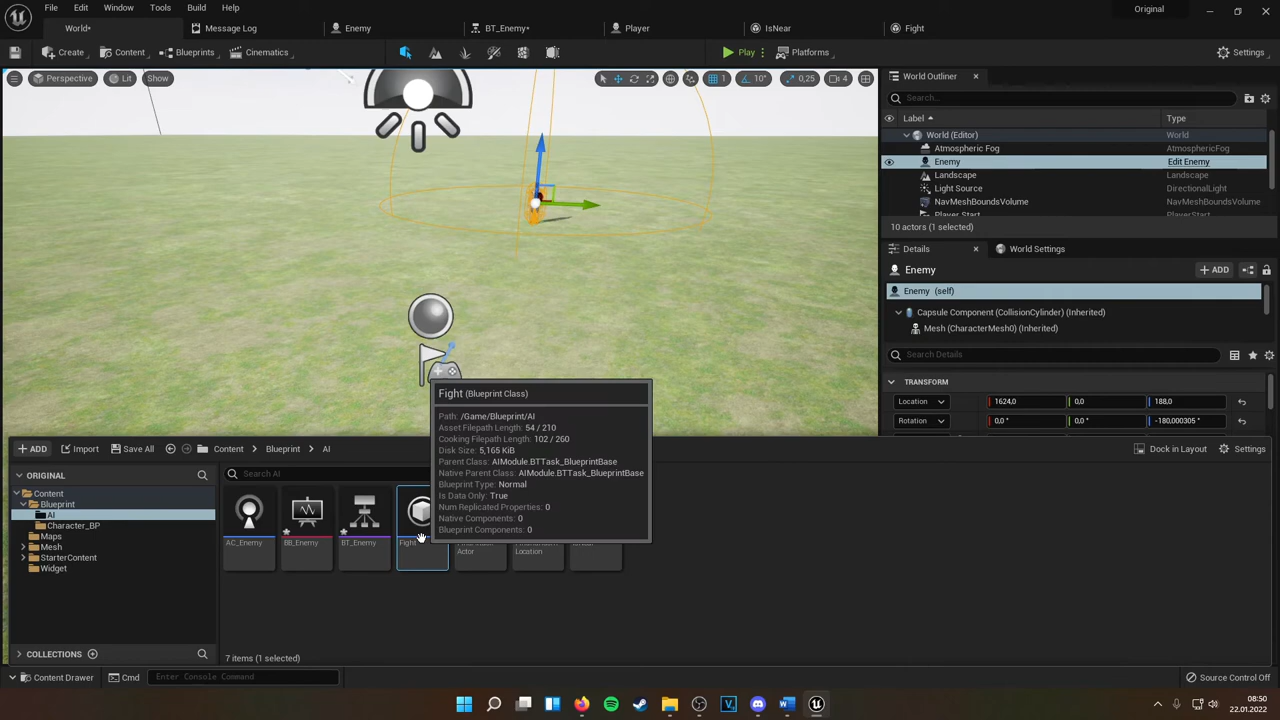 File Edit Window Tools Build Help
Original
World* Message Log Enemy BT_Enemy* Player IsNear Fight
Create Content Blueprints Cinematics Play Platforms Settings
Perspective Lit Show 1 10° 0,25 4
World Outliner
Search...
Label Type
World (Editor) World
Atmospheric Fog AtmosphericFog
Enemy Edit Enemy
Landscape Landscape
Light Source DirectionalLight
NavMeshBoundsVolume NavMeshBoundsVolume
Player Start PlayerStart
10 actors (1 selected)
Details World Settings
Enemy ADD
Enemy (self)
Capsule Component (CollisionCylinder) (Inherited)
Mesh (CharacterMesh0) (Inherited)
Search Details
TRANSFORM
Location 1624,0 0,0 188,0
Rotation 0,0 ° 0,0 ° -180,000305 °
Fight (Blueprint Class)
Path: /Game/Blueprint/AI
Asset Filepath Length: 54 / 210
Cooking Filepath Length: 102 / 260
Disk Size: 5,165 KiB
Parent Class: AIModule.BTTask_BlueprintBase
Native Parent Class: AIModule.BTTask_BlueprintBase
Blueprint Type: Normal
Is Data Only: True
Num Replicated Properties: 0
Native Components: 0
Blueprint Components: 0
ADD Import Save All Content Blueprint AI Dock in Layout Settings
ORIGINAL
Search AI
Content
Blueprint
AI
Character_BP
Maps
Mesh
StarterContent
Widget
AC_Enemy BB_Enemy BT_Enemy Fight
Actor Location
COLLECTIONS
7 items (1 selected)
Content Drawer Cmd Enter Console Command Source Control Off
08:50
22.01.2022